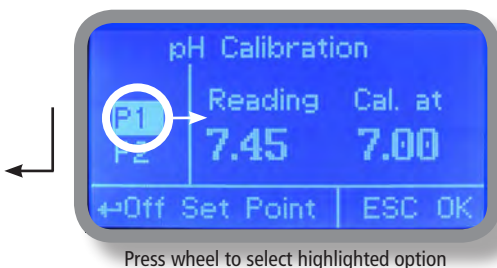 pH Calibration
Reading Cal. at
P1
7.45 7.00
P2
↵Off Set Point ESC OK
Press wheel to select highlighted option